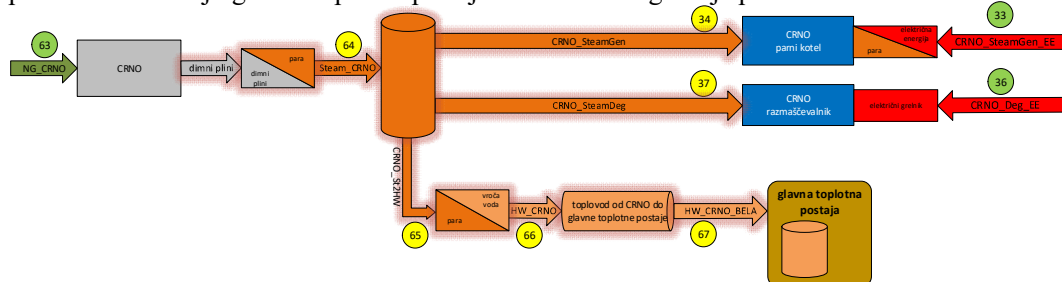 63
NG_CRNO
CRNO
dimni plini
para
dimni
plini
64
Steam_CRNO
CRNO_SteamGen
34
CRNO
parni kotel
električna
energija
para
33
CRNO_SteamGen_EE
CRNO_SteamDeg
37
CRNO
razmaščevalnik
električni grelnik
36
CRNO_Deg_EE
CRNO_St2HW
65
vroča
voda
para
HW_CRNO
66
toplovod od CRNO do
glavne toplotne postaje
HW_CRNO_BELA
67
glavna toplotna
postaja